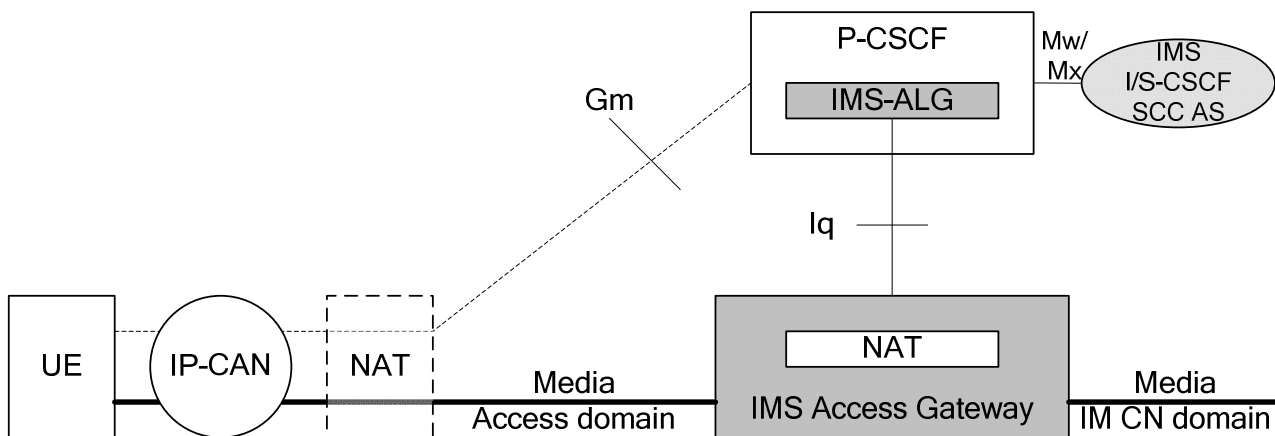 P-CSCF
Mw/
Mx
IMS
I/S-CSCF
SCC AS
IMS-ALG
Gm
Iq
UE
IP-CAN
NAT
NAT
Media
Access domain
IMS Access Gateway
Media
IM CN domain